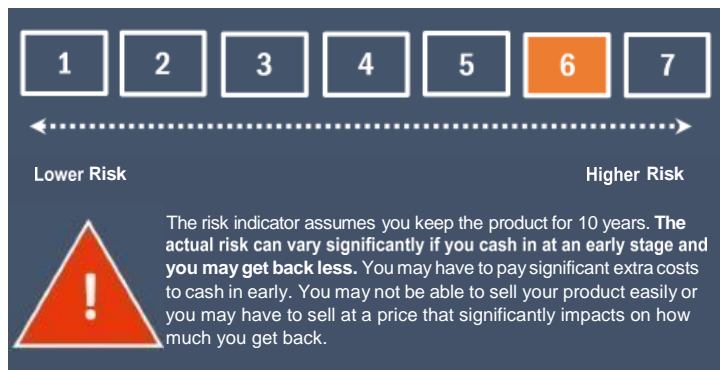 1 2 3 4 5 6 7
Lower Risk Higher Risk
The risk indicator assumes you keep the product for 10 years. The
actual risk can vary significantly if you cash in at an early stage and
you may get back less. You may have to pay significant extra costs
to cash in early. You may not be able to sell your product easily or
you may have to sell at a price that significantly impacts on how
much you get back.
!